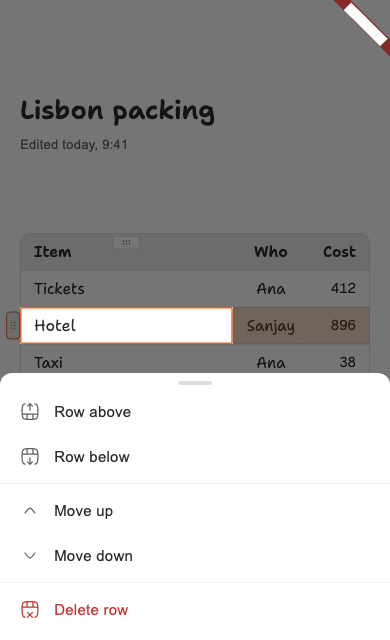 Lisbon packing
Edited today, 9:41
Item Who Cost
Tickets Ana 412
Hotel Sanjay 896
Taxi Ana 38
Row above
Row below
Move up
Move down
Delete row